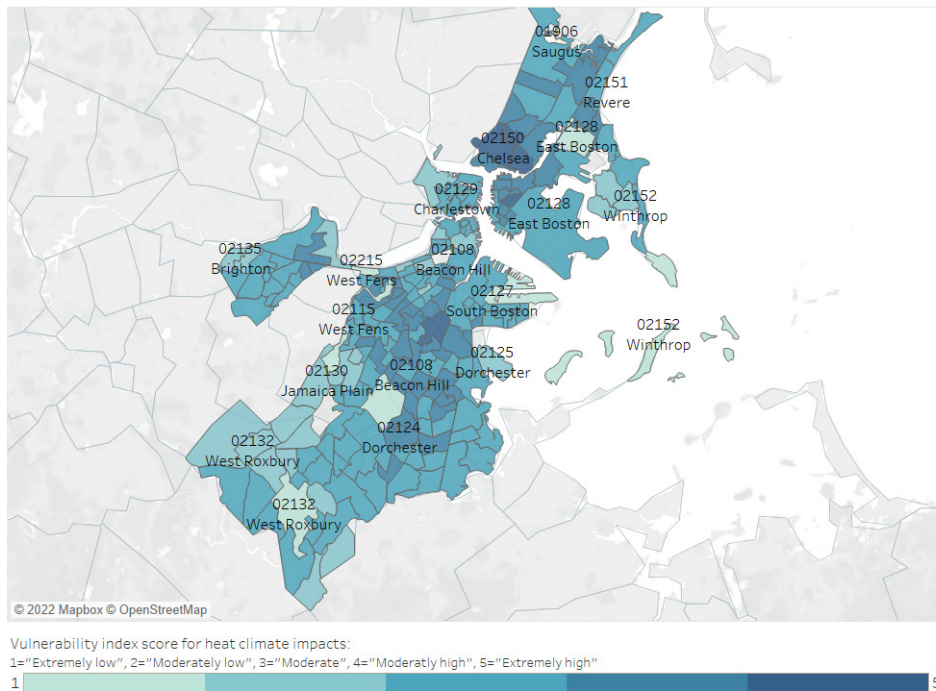 01906
Saugus
02151
Revere
02128
East Boston
02150
Chelsea
02129
Charlestown
02128
East Boston
02152
Winthrop
02135
Brighton
02215
West Fens
02108
Beacon Hill
02127
South Boston
02115
West Fens
02152
Winthrop
02130
Jamaica Plain
02108
Beacon Hill
02125
Dorchester
02124
Dorchester
02132
West Roxbury
02132
West Roxbury
© 2022 Mapbox © OpenStreetMap
Vulnerability index score for heat climate impacts:
1="Extremely low", 2="Moderately low", 3="Moderate", 4="Moderatly high", 5="Extremely high"
1 5